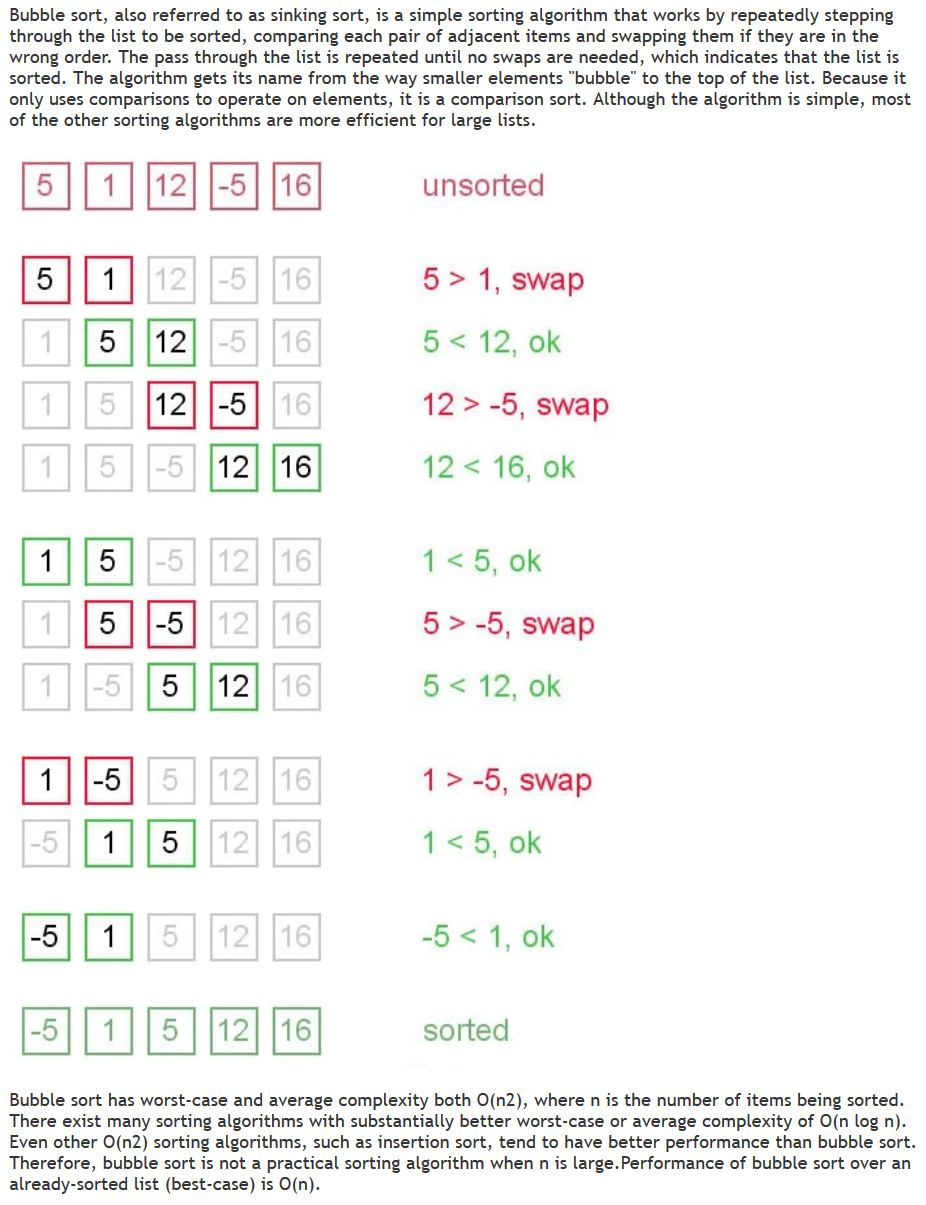 Bubble sort, also referred to as sinking sort, is a simple sorting algorithm that works by repeatedly stepping
through the list to be sorted, comparing each pair of adjacent items and swapping them if they are in the
wrong order. The pass through the list is repeated until no swaps are needed, which indicates that the list is
sorted. The algorithm gets its name from the way smaller elements "bubble" to the top of the list. Because it
only uses comparisons to operate on elements, it is a comparison sort. Although the algorithm is simple, most
of the other sorting algorithms are more efficient for large lists.
5 1 12 -5 16 unsorted
5 1 12 -5 16 5 > 1, swap
1 5 12 -5 16 5 < 12, ok
1 5 12 -5 16 12 > -5, swap
1 5 -5 12 16 12 < 16, ok
1 5 -5 12 16 1 < 5, ok
1 5 -5 12 16 5 > -5, swap
1 -5 5 12 16 5 < 12, ok
1 -5 5 12 16 1 > -5, swap
-5 1 5 12 16 1 < 5, ok
-5 1 5 12 16 -5 < 1, ok
-5 1 5 12 16 sorted
Bubble sort has worst-case and average complexity both O(n2), where n is the number of items being sorted.
There exist many sorting algorithms with substantially better worst-case or average complexity of O(n log n).
Even other O(n2) sorting algorithms, such as insertion sort, tend to have better performance than bubble sort.
Therefore, bubble sort is not a practical sorting algorithm when n is large.Performance of bubble sort over an
already-sorted list (best-case) is O(n).